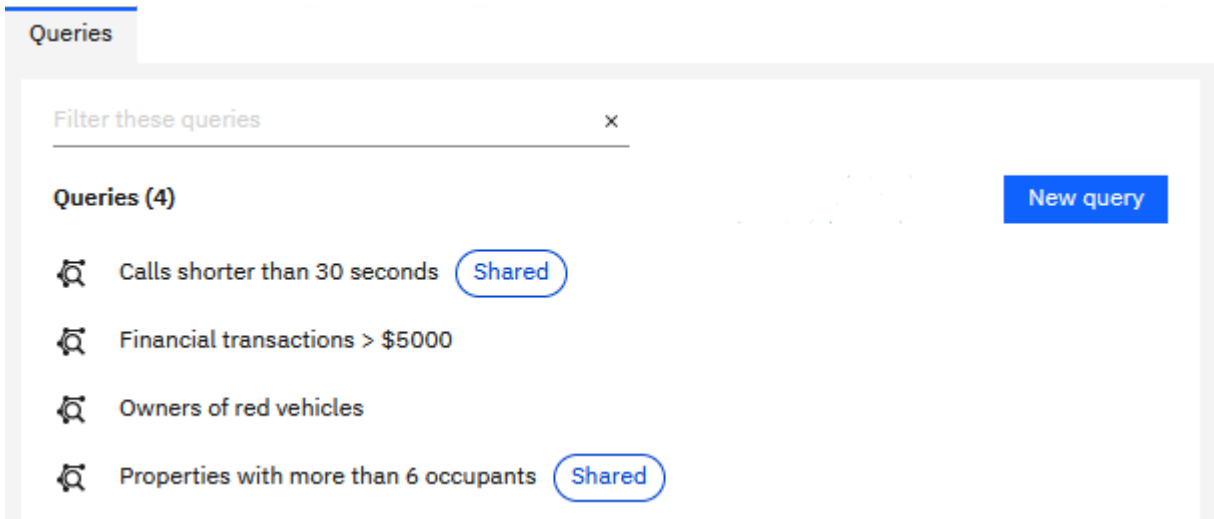 Queries
Filter these queries ×
Queries (4) New query
Calls shorter than 30 seconds Shared
Financial transactions > $5000
Owners of red vehicles
Properties with more than 6 occupants Shared